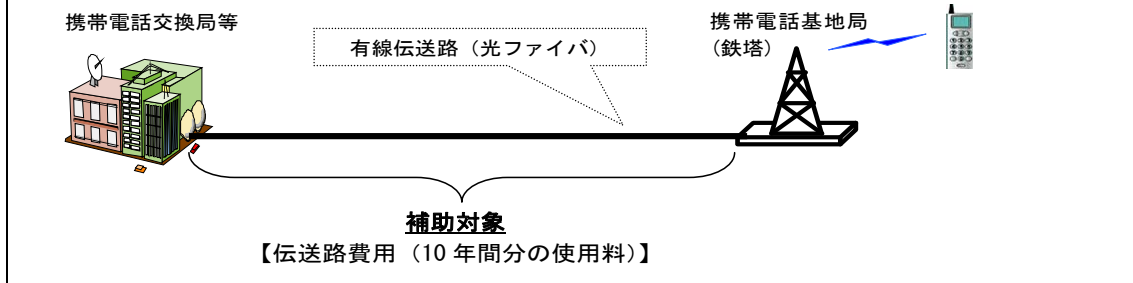 携帯電話交換局等
有線伝送路（光ファイバ）
携帯電話基地局
（鉄塔）
補助対象
【伝送路費用（10 年間分の使用料）】